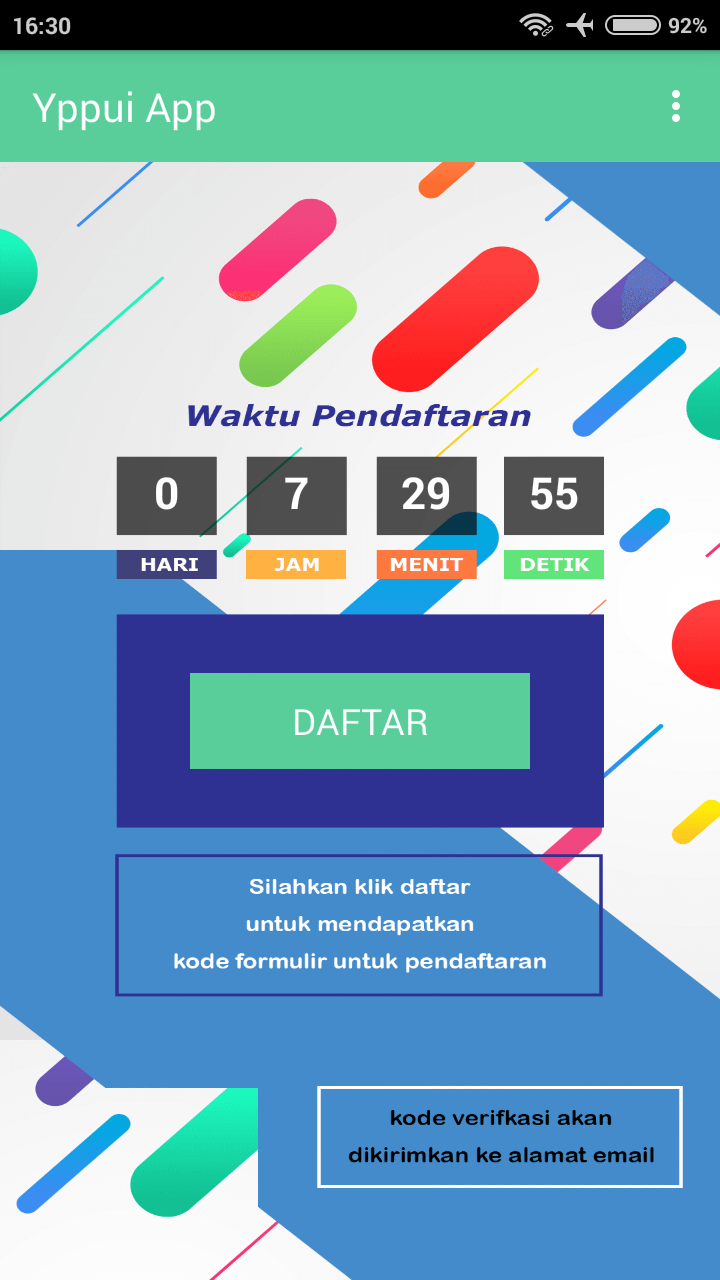 16:30
92%
Yppui App
Waktu Pendaftaran
0 7 29 55
HARI JAM MENIT DETIK
DAFTAR
Silahkan klik daftar
untuk mendapatkan
kode formulir untuk pendaftaran
kode verifkasi akan
dikirimkan ke alamat email